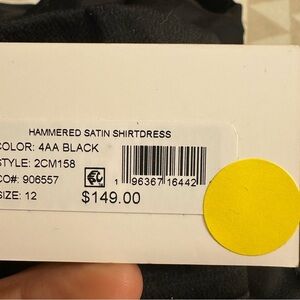 HAMMERED SATIN SHIRTDRESS
COLOR: 4AA BLACK
STYLE: 2CM158
CO#: 906557
SIZE: 12
1 96367 16442
$149.00